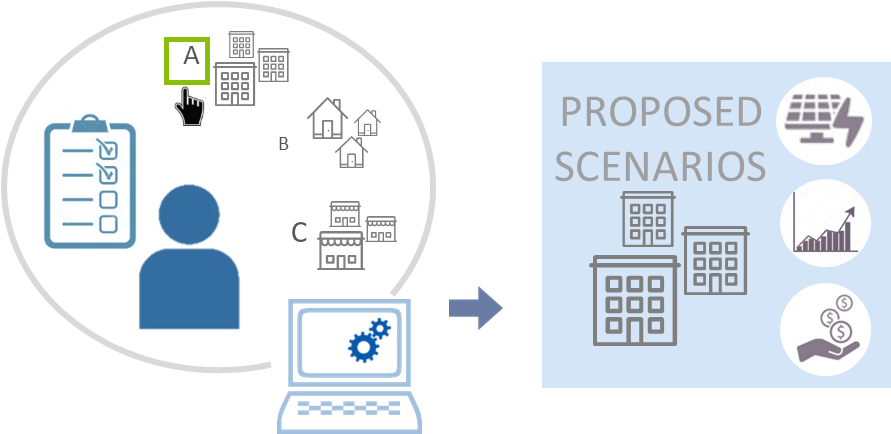 A
B
C
PROPOSED
SCENARIOS
$
$
$